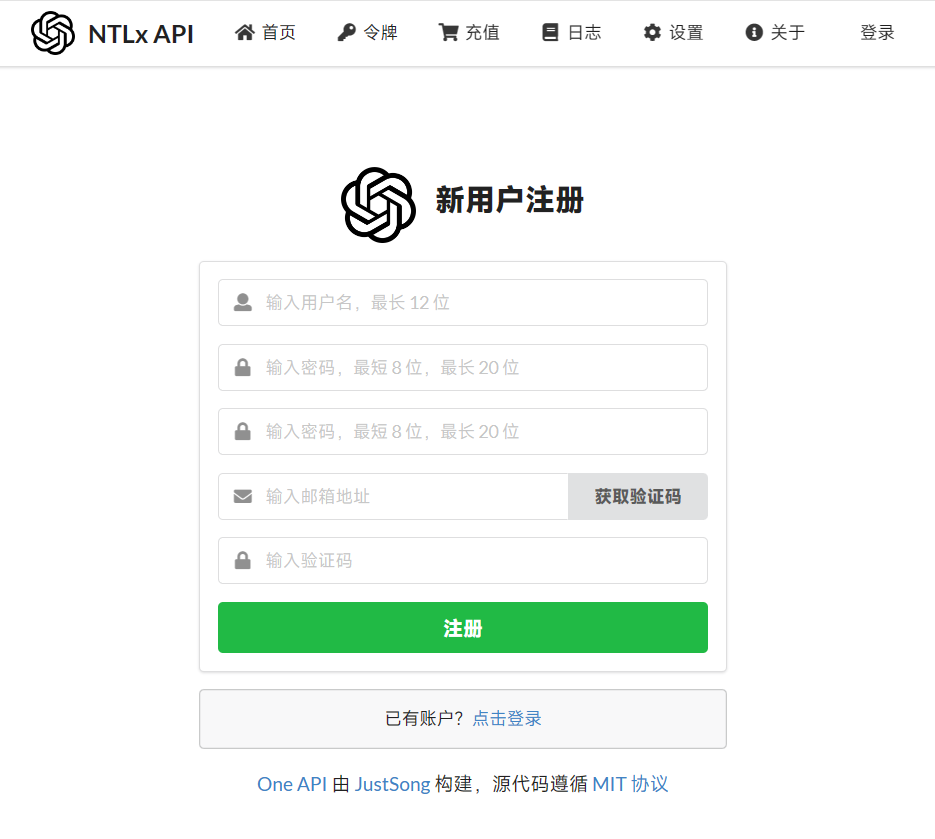 NTLx API 首页 令牌 充值 日志 设置 关于 登录
新用户注册
输入用户名，最长 12 位
输入密码，最短 8 位，最长 20 位
输入密码，最短 8 位，最长 20 位
输入邮箱地址 获取验证码
输入验证码
注册
已有账户？点击登录
One API 由 JustSong 构建，源代码遵循 MIT 协议